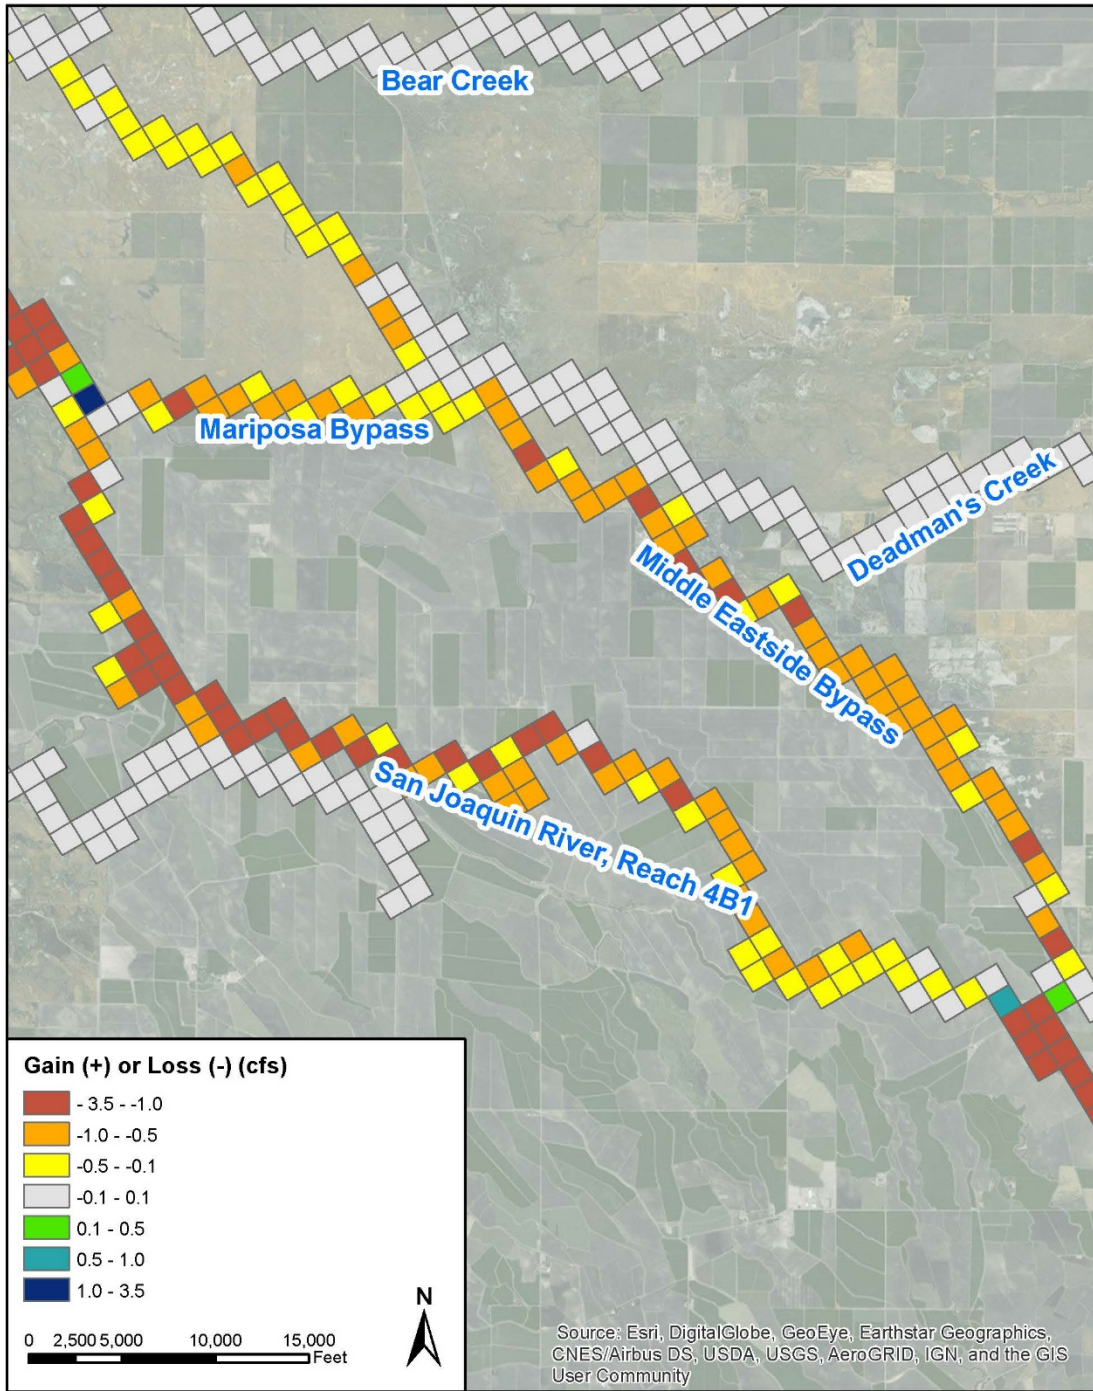 Bear Creek
Mariposa Bypass
Deadman's Creek
Middle Eastside Bypass
San Joaquin River, Reach 4B1
Gain (+) or Loss (-) (cfs)
- 3.5 - -1.0
-1.0 - -0.5
-0.5 - -0.1
-0.1 - 0.1
0.1 - 0.5
0.5 - 1.0
1.0 - 3.5
N
0 2,500 5,000 10,000 15,000
Feet
Source: Esri, DigitalGlobe, GeoEye, Earthstar Geographics,
CNES/Airbus DS, USDA, USGS, AeroGRID, IGN, and the GIS
User Community